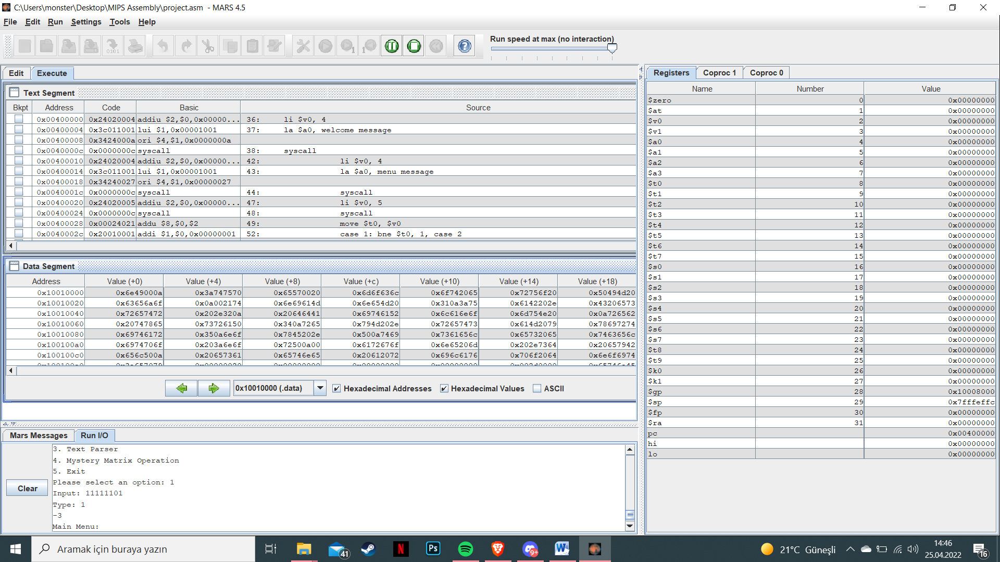 C:\Users\monster\Desktop\MIPS Assembly\project.asm - MARS 4.5
File Edit Run Settings Tools Help
Run speed at max (no interaction)
Edit Execute
Text Segment
Bkpt Address Code Basic Source
0x00400000 0x24020004 addiu $2,$0,0x00000... 36: li $v0, 4
0x00400004 0x3c011001 lui $1,0x00001001 37: la $a0, welcome message
0x00400008 0x3424000a ori $4,$1,0x0000000a
0x0040000c 0x0000000c syscall 38: syscall
0x00400010 0x24020004 addiu $2,$0,0x00000... 42: li $v0, 4
0x00400014 0x3c011001 lui $1,0x00001001 43: la $a0, menu message
0x00400018 0x34240027 ori $4,$1,0x00000027
0x0040001c 0x0000000c syscall 44: syscall
0x00400020 0x24020005 addiu $2,$0,0x00000... 47: li $v0, 5
0x00400024 0x0000000c syscall 48: syscall
0x00400028 0x00024021 addu $8,$0,$2 49: move $t0, $v0
0x0040002c 0x20010001 addi $1,$0,0x00000001 52: case 1: bne $t0, 1, case 2
Data Segment
Address Value (+0) Value (+4) Value (+8) Value (+c) Value (+10) Value (+14) Value (+18)
0x10010000 0x6e49000a 0x3a747570 0x65570020 0x6d6f636c 0x6f742065 0x72756f20 0x50494d20
0x10010020 0x63656a6f 0x0a002174 0x6e69614d 0x6e654d20 0x310a3a75 0x6142202e 0x43206573
0x10010040 0x72657472 0x202e320a 0x20646441 0x69746152 0x6c616e6f 0x6d754e20 0x0a726562
0x10010060 0x20747865 0x73726150 0x340a7265 0x794d202e 0x72657473 0x614d2079 0x78697274
0x10010080 0x69746172 0x350a6e6f 0x7845202e 0x500a7469 0x7361656c 0x65732065 0x7463656c
0x100100a0 0x6974706f 0x203a6e6f 0x72500a00 0x6172676f 0x6e65206d 0x202e7364 0x20657942
0x100100c0 0x656c500a 0x20657361 0x65746e65 0x20612072 0x696c6176 0x706f2064 0x6e6f6974
0x10010000 (.data) Hexadecimal Addresses Hexadecimal Values ASCII
Mars Messages Run I/O
Clear
3. Text Parser
4. Mystery Matrix Operation
5. Exit
Please select an option: 1
Input: 11111101
Type: 1
-3
Main Menu:
Registers Coproc 1 Coproc 0
Name Number Value
$zero 0 0x00000000
$at 1 0x00000000
$v0 2 0x00000000
$v1 3 0x00000000
$a0 4 0x00000000
$a1 5 0x00000000
$a2 6 0x00000000
$a3 7 0x00000000
$t0 8 0x00000000
$t1 9 0x00000000
$t2 10 0x00000000
$t3 11 0x00000000
$t4 12 0x00000000
$t5 13 0x00000000
$t6 14 0x00000000
$t7 15 0x00000000
$s0 16 0x00000000
$s1 17 0x00000000
$s2 18 0x00000000
$s3 19 0x00000000
$s4 20 0x00000000
$s5 21 0x00000000
$s6 22 0x00000000
$s7 23 0x00000000
$t8 24 0x00000000
$t9 25 0x00000000
$k0 26 0x00000000
$k1 27 0x00000000
$gp 28 0x10008000
$sp 29 0x7fffeffc
$fp 30 0x00000000
$ra 31 0x00000000
pc 0x00400000
hi 0x00000000
lo 0x00000000
Aramak için buraya yazın
41
N
Ps
9+
W
21°C Güneşli
14:46
25.04.2022
16